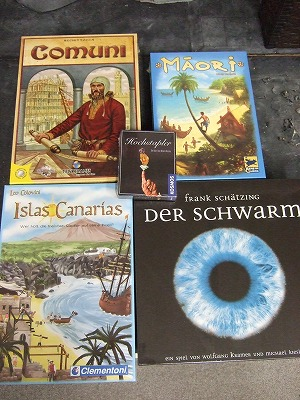 Comuni
MĀORI
Hochstapler
KOSMOS
Leo Colovini
Islas Canarias
Clementoni
FRANK SCHÄTZING
DER SCHWARM
EIN SPIEL VON WOLFGANG KRAMER UND MICHAEL KIESLING